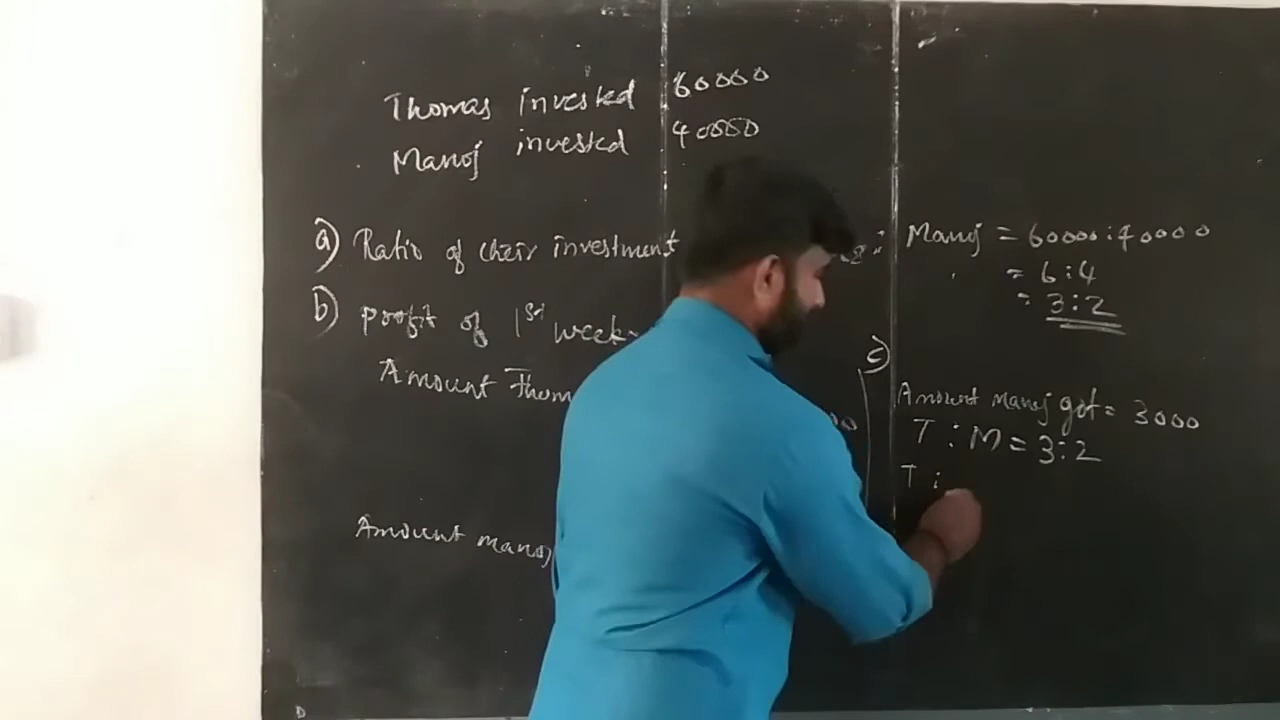 Thomas invested 60000
Manoj invested 40000
a) Ratio of their investment
: Manoj = 60000:40000
= 6:4
= 3:2
b) profit of 1st week
Amount Thom
00
Amount Manoj
c)
Amount Manoj got = 3000
T : M = 3:2
T :